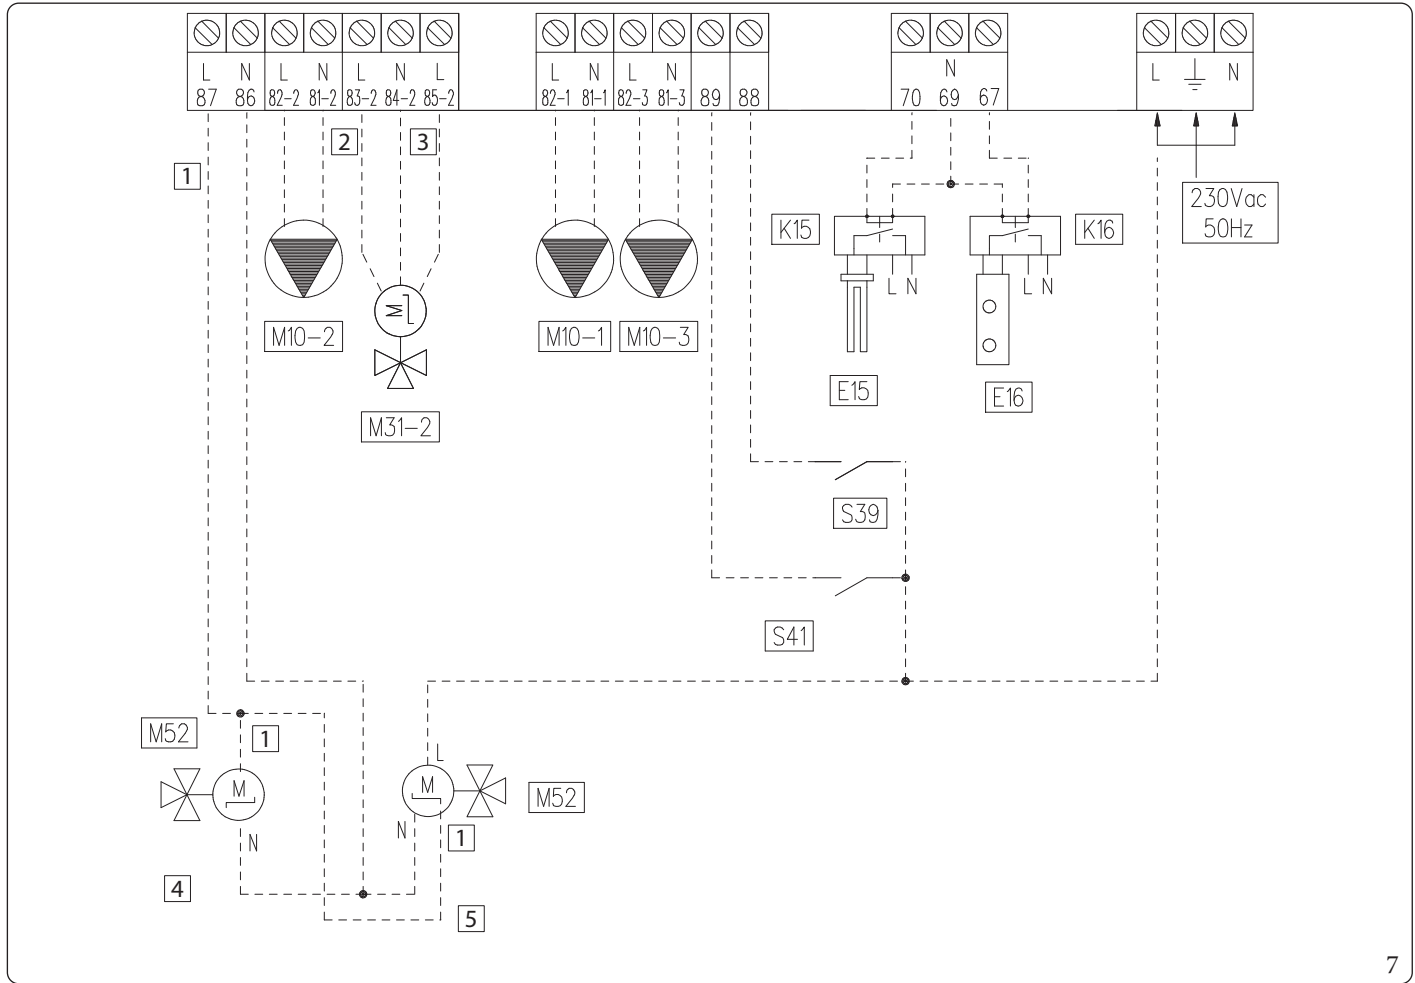 L N L N L N L
87 86 82-2 81-2 83-2 84-2 85-2
L N L N
82-1 81-1 82-3 81-3 89 88
N
70 69 67
L N
2
3
1
230Vac
50Hz
K15
K16
M
L N
L N
M10-2
M10-1
M10-3
E15
E16
M31-2
S39
S41
M52
1
L
M
M
M52
N
N
1
4
5
7